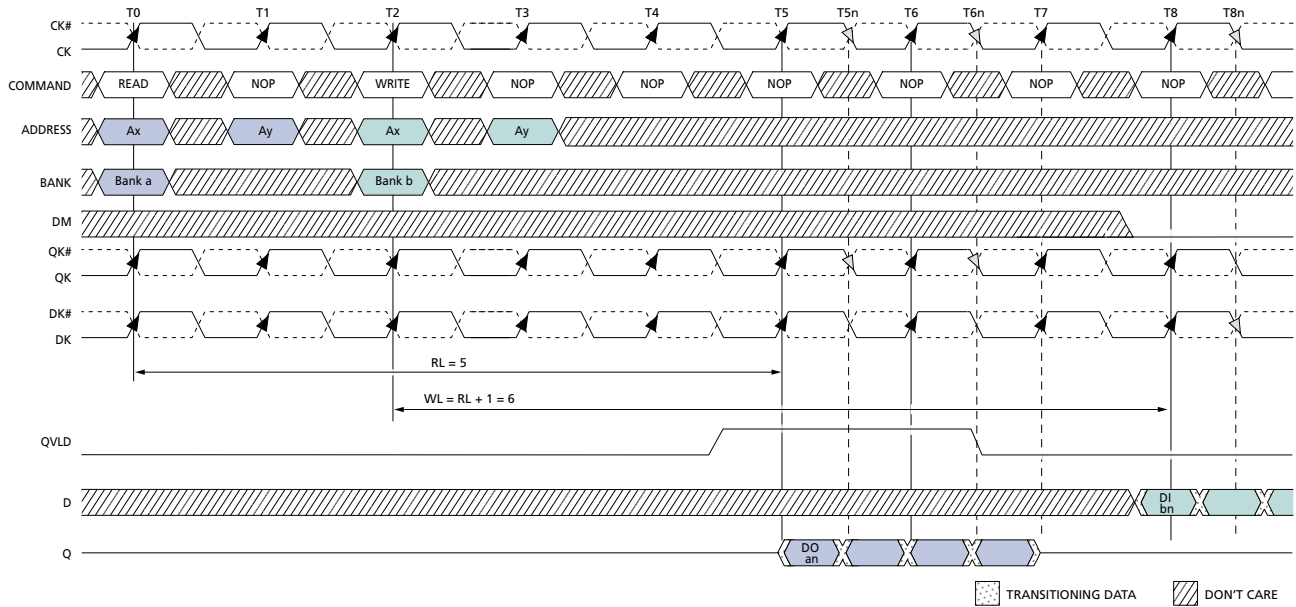 T0 T1 T2 T3 T4 T5 T5n T6 T6n T7 T8 T8n
CK#
CK
COMMAND READ NOP WRITE NOP NOP NOP NOP NOP NOP
ADDRESS Ax Ay Ax Ay
BANK Bank a Bank b
DM
QK#
QK
DK#
DK
RL = 5
WL = RL + 1 = 6
QVLD
D DI
bn
Q DO
an
TRANSITIONING DATA DON'T CARE